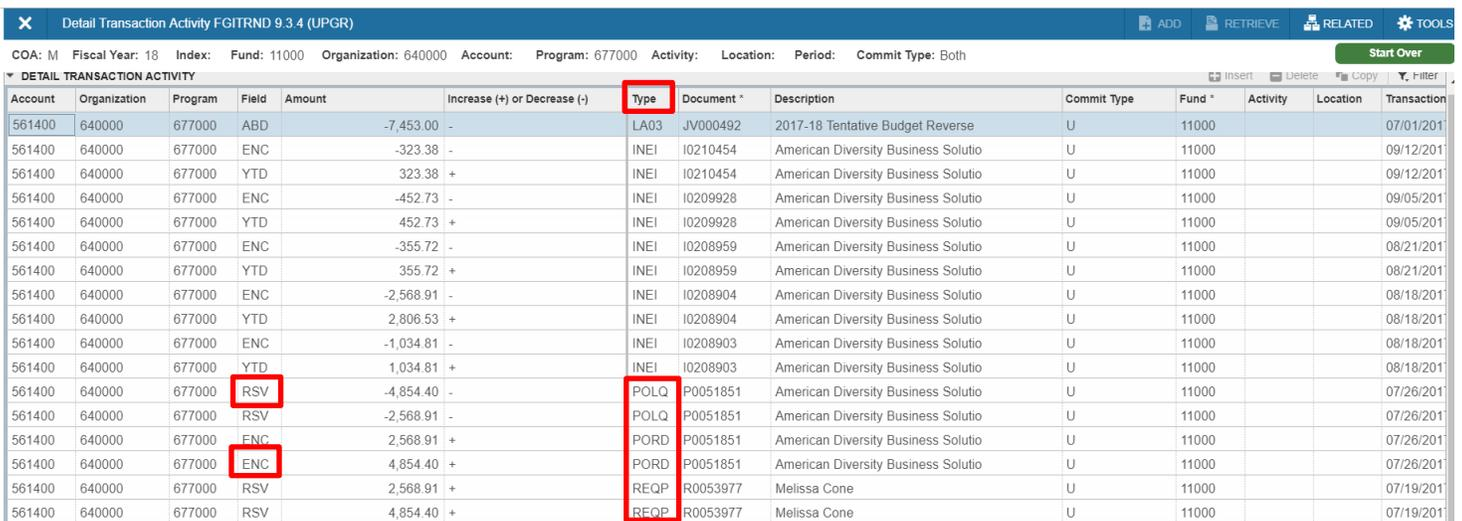 ✕ Detail Transaction Activity FGITRND 9.3.4 (UPGR) ADD RETRIEVE RELATED TOOLS
COA: M Fiscal Year: 18 Index: Fund: 11000 Organization: 640000 Account: Program: 677000 Activity: Location: Period: Commit Type: Both Start Over
DETAIL TRANSACTION ACTIVITY Insert Delete Copy Filter
Account Organization Program Field Amount Increase (+) or Decrease (-) Type Document * Description Commit Type Fund * Activity Location Transaction
561400 640000 677000 ABD -7,453.00 - LA03 JV000492 2017-18 Tentative Budget Reverse U 11000 07/01/201
561400 640000 677000 ENC -323.38 - INEI I0210454 American Diversity Business Solutio U 11000 09/12/201
561400 640000 677000 YTD 323.38 + INEI I0210454 American Diversity Business Solutio U 11000 09/12/201
561400 640000 677000 ENC -452.73 - INEI I0209928 American Diversity Business Solutio U 11000 09/05/201
561400 640000 677000 YTD 452.73 + INEI I0209928 American Diversity Business Solutio U 11000 09/05/201
561400 640000 677000 ENC -355.72 - INEI I0208959 American Diversity Business Solutio U 11000 08/21/201
561400 640000 677000 YTD 355.72 + INEI I0208959 American Diversity Business Solutio U 11000 08/21/201
561400 640000 677000 ENC -2,568.91 - INEI I0208904 American Diversity Business Solutio U 11000 08/18/201
561400 640000 677000 YTD 2,806.53 + INEI I0208904 American Diversity Business Solutio U 11000 08/18/201
561400 640000 677000 ENC -1,034.81 - INEI I0208903 American Diversity Business Solutio U 11000 08/18/201
561400 640000 677000 YTD 1,034.81 + INEI I0208903 American Diversity Business Solutio U 11000 08/18/201
561400 640000 677000 RSV -4,854.40 - POLQ P0051851 American Diversity Business Solutio U 11000 07/26/201
561400 640000 677000 RSV -2,568.91 - POLQ P0051851 American Diversity Business Solutio U 11000 07/26/201
561400 640000 677000 ENC 2,568.91 + PORD P0051851 American Diversity Business Solutio U 11000 07/26/201
561400 640000 677000 ENC 4,854.40 + PORD P0051851 American Diversity Business Solutio U 11000 07/26/201
561400 640000 677000 RSV 2,568.91 + REQP R0053977 Melissa Cone U 11000 07/19/201
561400 640000 677000 RSV 4,854.40 + REQP R0053977 Melissa Cone U 11000 07/19/201